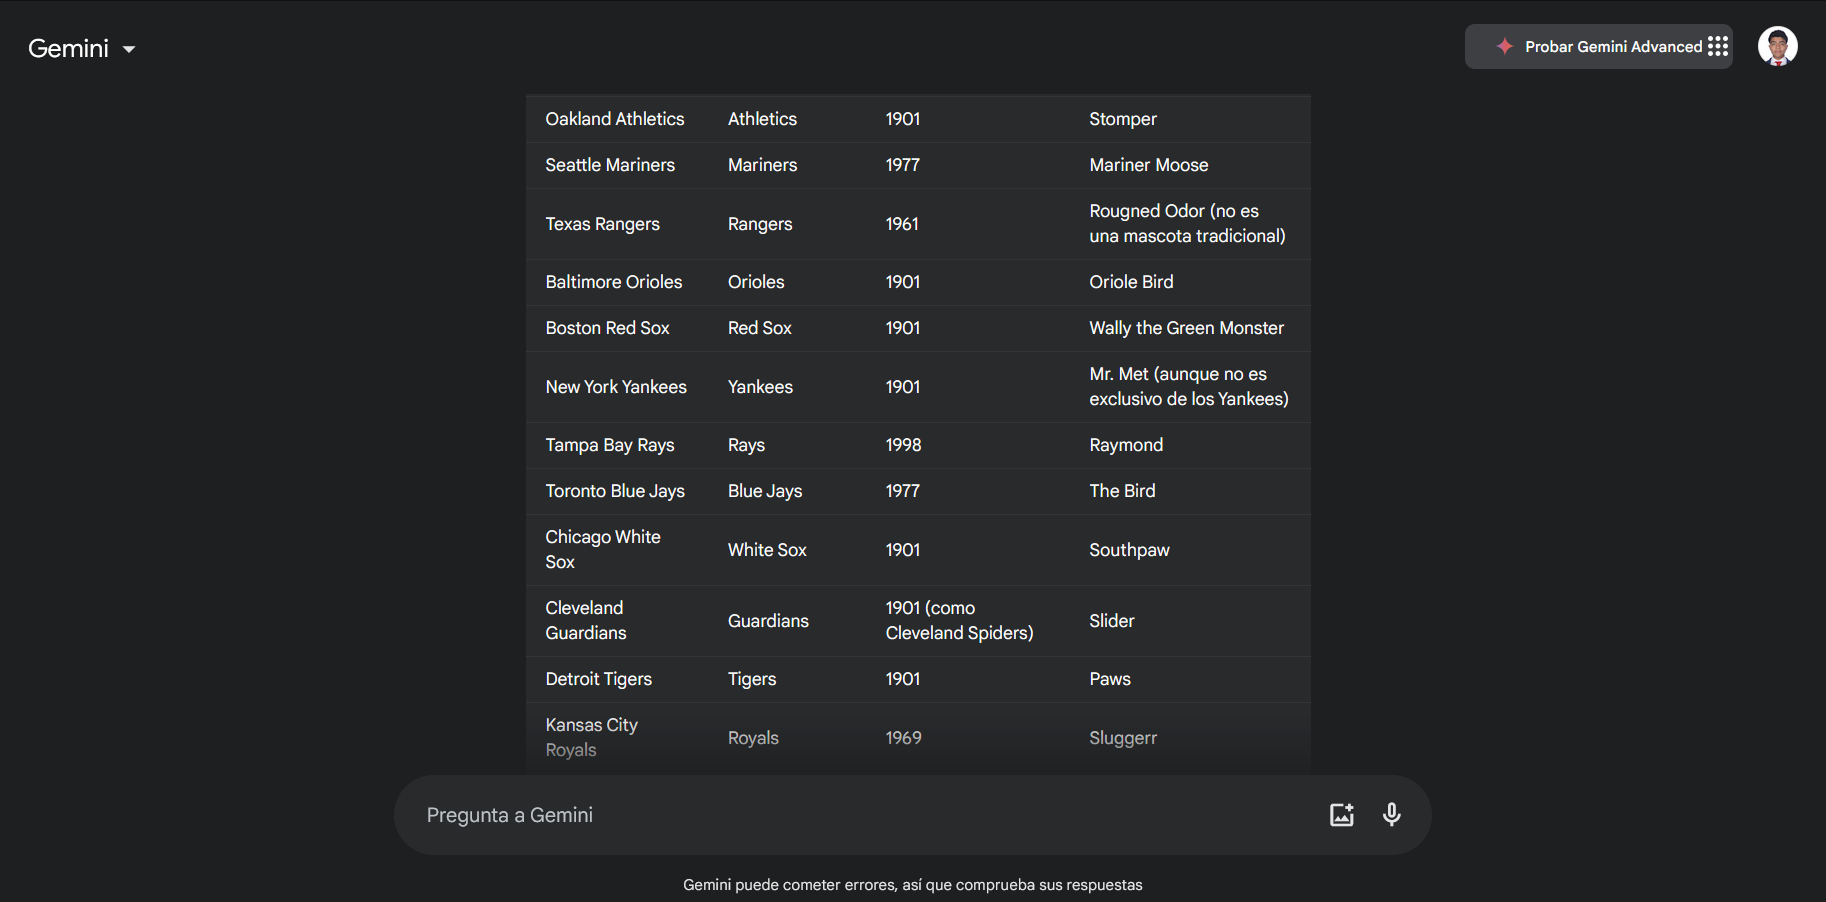 Gemini
Probar Gemini Advanced
Oakland Athletics Athletics 1901 Stomper
Seattle Mariners Mariners 1977 Mariner Moose
Texas Rangers Rangers 1961 Rougned Odor (no es
una mascota tradicional)
Baltimore Orioles Orioles 1901 Oriole Bird
Boston Red Sox Red Sox 1901 Wally the Green Monster
New York Yankees Yankees 1901 Mr. Met (aunque no es
exclusivo de los Yankees)
Tampa Bay Rays Rays 1998 Raymond
Toronto Blue Jays Blue Jays 1977 The Bird
Chicago White
Sox White Sox 1901 Southpaw
Cleveland
Guardians Guardians 1901 (como
Cleveland Spiders) Slider
Detroit Tigers Tigers 1901 Paws
Kansas City
Royals Royals 1969 Sluggerr
Pregunta a Gemini
Gemini puede cometer errores, así que comprueba sus respuestas